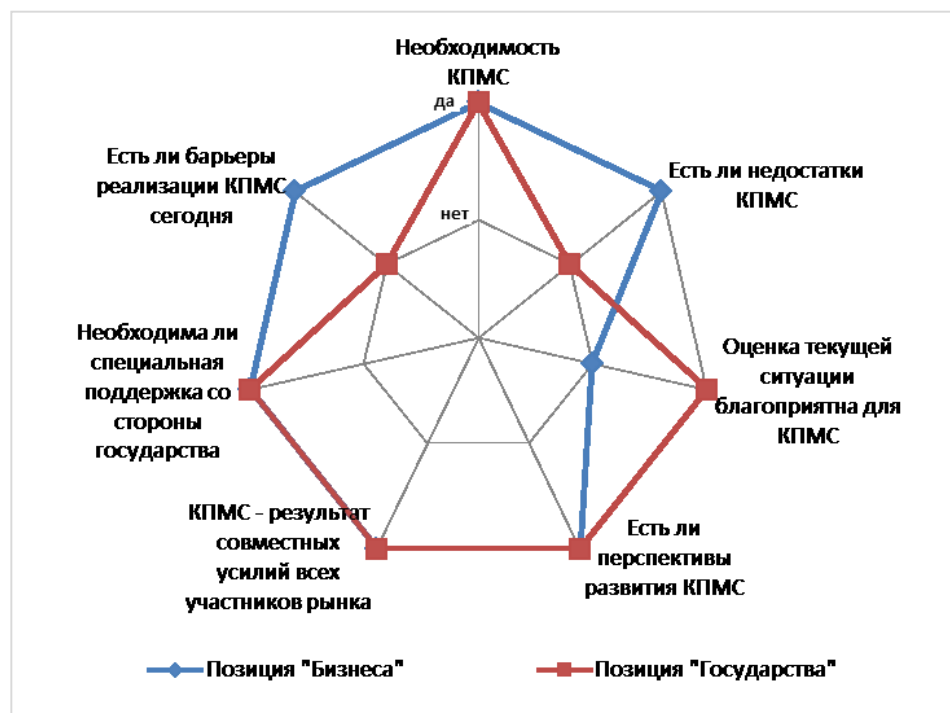 Необходимость
КПМС
да
Есть ли барьеры
реализации КПМС
сегодня
Есть ли недостатки
КПМС
нет
Необходима ли
специальная
поддержка со
стороны
государства
Оценка текущей
ситуации
благоприятна для
КПМС
КПМС - результат
совместных
усилий всех
участников рынка
Есть ли
перспективы
развития КПМС
Позиция "Бизнеса"
Позиция "Государства"